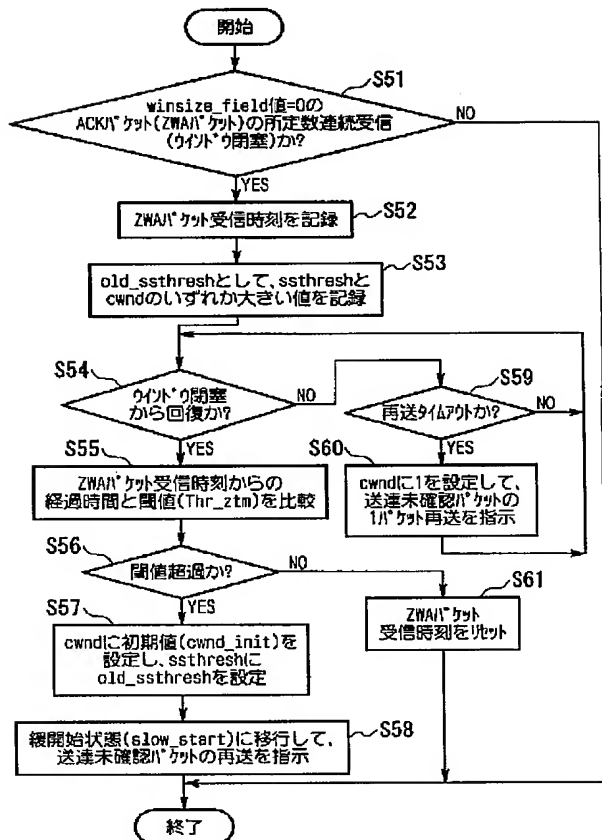 開始
S51
winsize_field値=0の
ACKパケット(ZWAパケット)の所定数連続受信
(ウインドウ閉塞)か?
NO
YES
ZWAパケット受信時刻を記録
S52
old_ssthreshとして、ssthreshと
cwndのいずれか大きい値を記録
S53
S54
ウインドウ閉塞
から回復か?
NO
YES
S59
再送タイムアウトか?
NO
YES
S55
ZWAパケット受信時刻からの
経過時間と閾値(Thr_ztm)を比較
S60
cwndに1を設定して、
送達未確認パケットの
1パケット再送を指示
S56
閾値超過か?
NO
YES
S61
ZWAパケット
受信時刻をリセット
S57
cwndに初期値(cwnd_init)を
設定し、ssthreshに
old_ssthreshを設定
緩開始状態(slow_start)に移行して、
送達未確認パケットの再送を指示
S58
終了